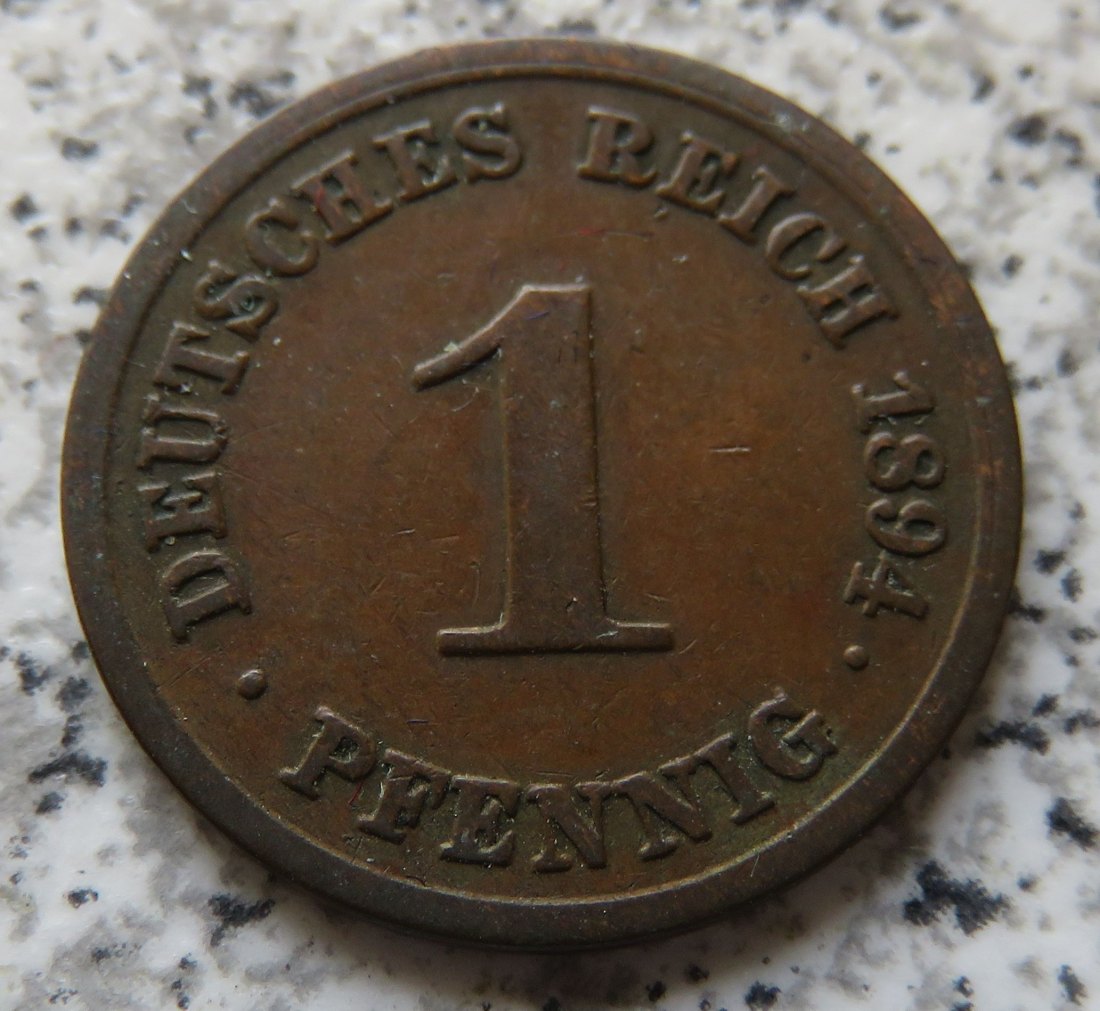 DEUTSCHES REICH 1894
1
· PFENNIG ·